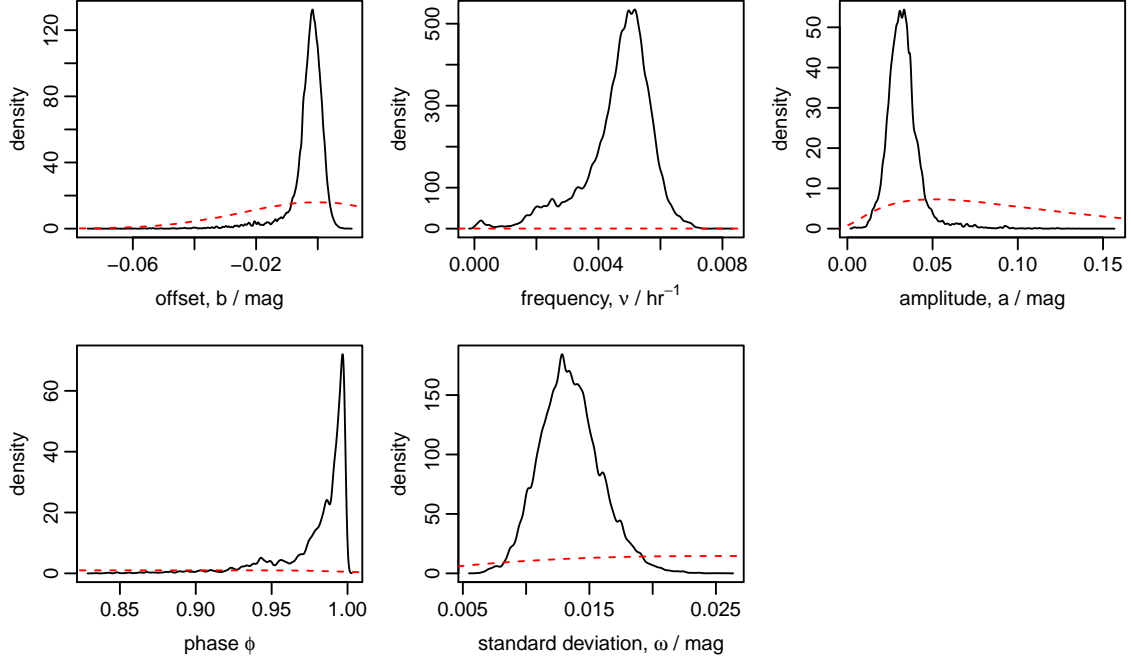 density
0 40 80 120
−0.06 −0.02
offset, b / mag
density
0 100 300 500
0.000 0.004 0.008
frequency, ν / hr⁻¹
density
0 10 20 30 40 50
0.00 0.05 0.10 0.15
amplitude, a / mag
density
0 20 40 60
0.85 0.90 0.95 1.00
phase ϕ
density
0 50 100 150
0.005 0.015 0.025
standard deviation, ω / mag